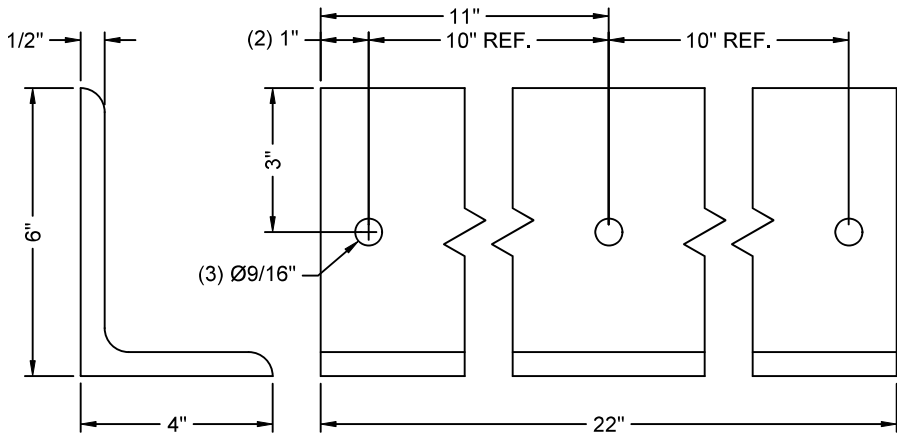 11"
1/2"
(2) 1"
10" REF.
10" REF.
3"
6"
(3) Ø9/16"
4"
22"